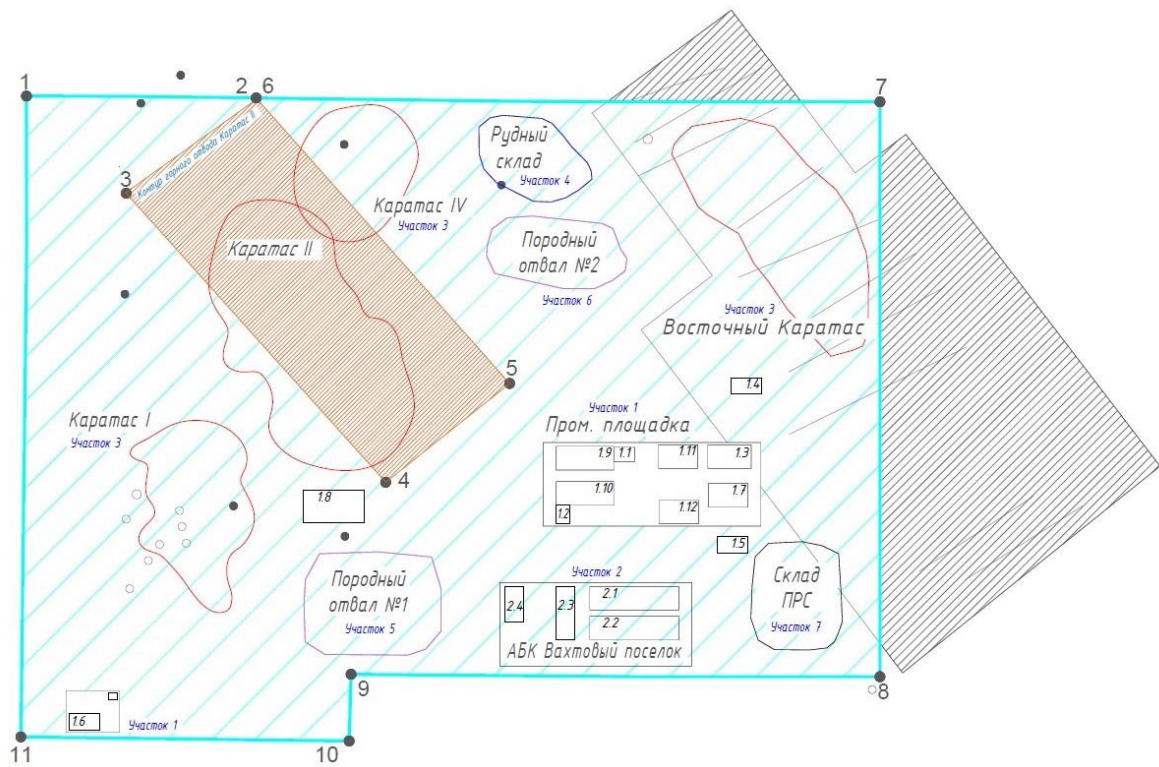 1
2
6
7
3
Контур горного отвода Каратас II
Рудный
склад
Участок 4
Каратас IV
Участок 3
Каратас II
Породный
отвал №2
Участок 6
Участок 3
Восточный Каратас
5
1.4
Каратас I
Участок 3
Участок 1
Пром. площадка
1.9
1.1
1.11
1.3
4
1.8
1.10
1.7
1.2
1.12
1.5
Породный
отвал №1
Участок 5
Участок 2
2.4
2.3
2.1
2.2
АБК Вахтовый поселок
Склад
ПРС
Участок 7
9
8
1.6
Участок 1
11
10